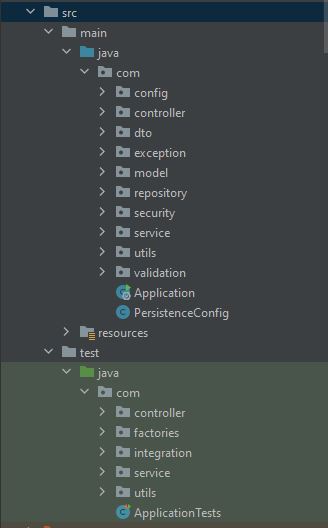 src
main
java
com
config
controller
dto
exception
model
repository
security
service
utils
validation
Application
PersistenceConfig
resources
test
java
com
controller
factories
integration
service
utils
ApplicationTests